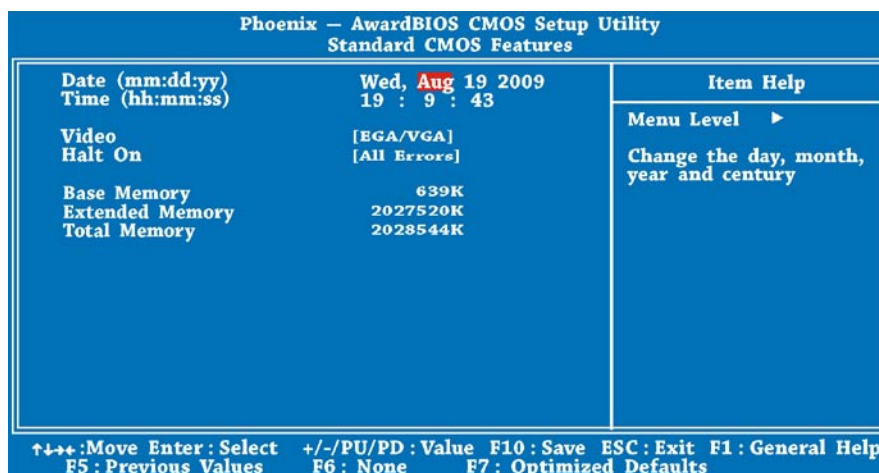 Phoenix — AwardBIOS CMOS Setup Utility
Standard CMOS Features
Date (mm:dd:yy) Wed, Aug 19 2009
Time (hh:mm:ss) 19 : 9 : 43
Video [EGA/VGA]
Halt On [All Errors]
Base Memory 639K
Extended Memory 2027520K
Total Memory 2028544K
Item Help
Menu Level ▶
Change the day, month,
year and century
↑↓→←:Move Enter:Select +/-/PU/PD:Value F10:Save ESC:Exit F1:General Help
F5:Previous Values F6:None F7:Optimized Defaults